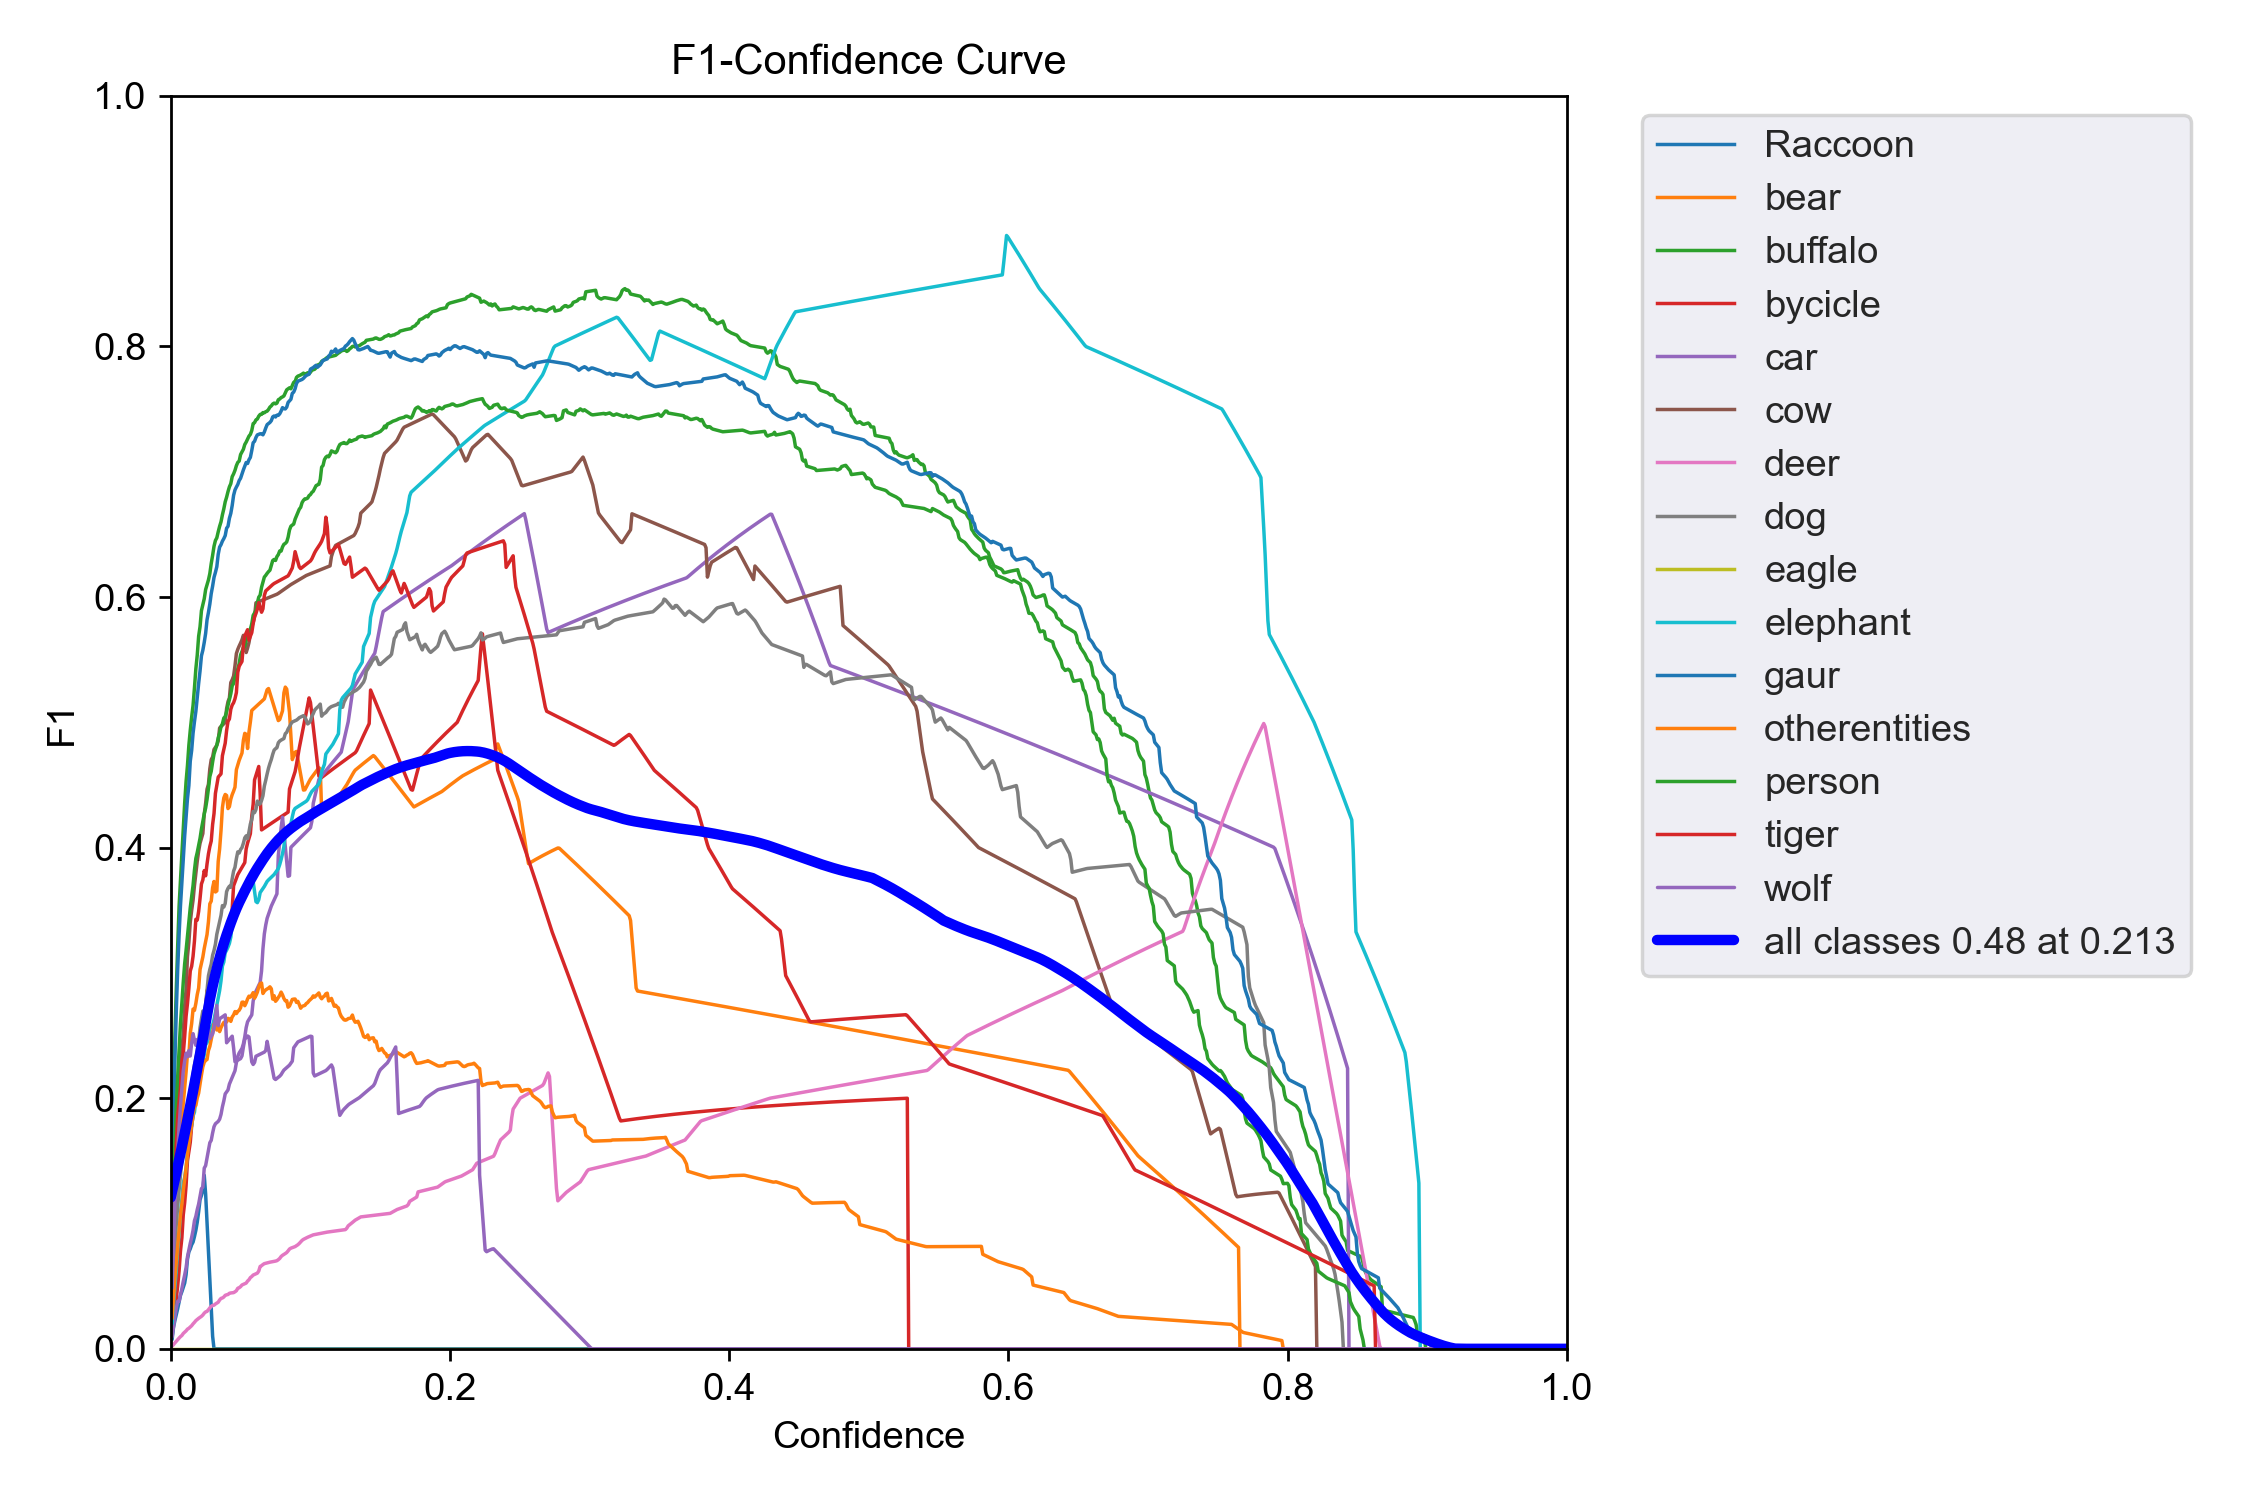 F1-Confidence Curve
1.0
0.8
0.6
0.4
0.2
0.0
F1
0.0 0.2 0.4 0.6 0.8 1.0
Confidence
Raccoon
bear
buffalo
bycicle
car
cow
deer
dog
eagle
elephant
gaur
otherentities
person
tiger
wolf
all classes 0.48 at 0.213